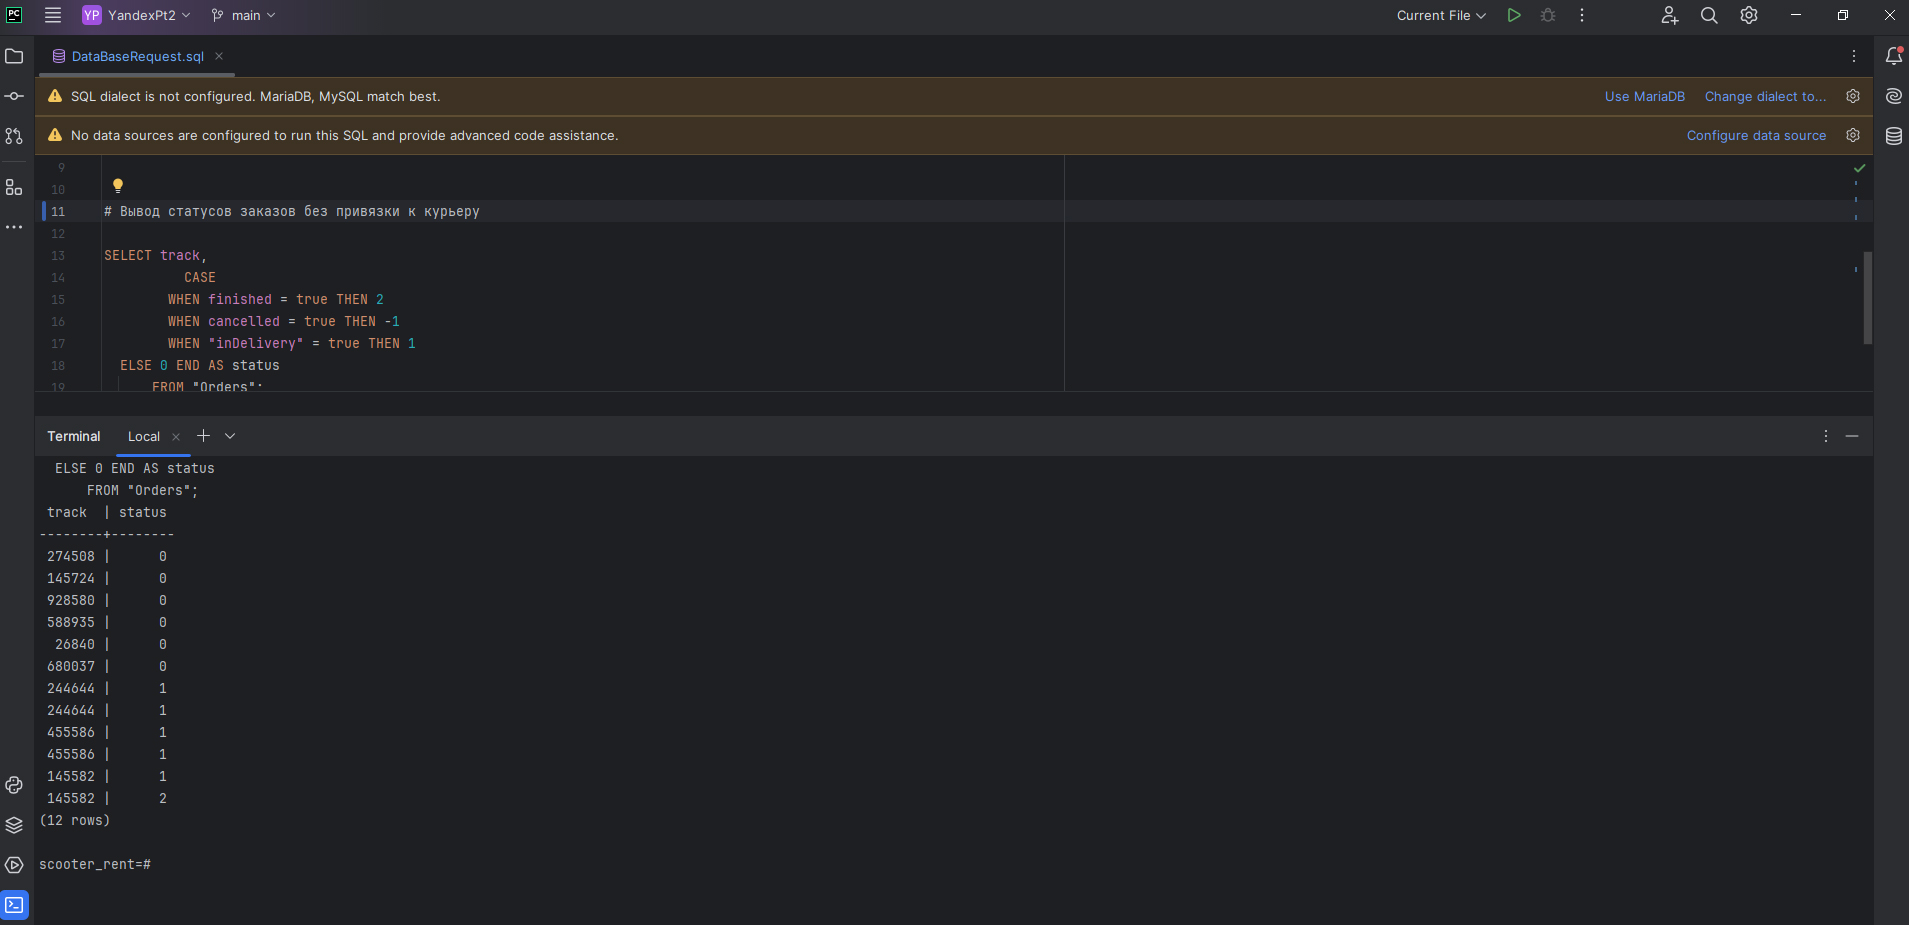 PC YP YandexPt2 main Current File
DataBaseRequest.sql
SQL dialect is not configured. MariaDB, MySQL match best. Use MariaDB Change dialect to...
No data sources are configured to run this SQL and provide advanced code assistance. Configure data source
9
10
11 # Вывод статусов заказов без привязки к курьеру
12
13 SELECT track,
14 CASE
15 WHEN finished = true THEN 2
16 WHEN cancelled = true THEN -1
17 WHEN "inDelivery" = true THEN 1
18 ELSE 0 END AS status
19 FROM "Orders";
Terminal Local
ELSE 0 END AS status
FROM "Orders";
track | status
--------+--------
274508 | 0
145724 | 0
928580 | 0
588935 | 0
26840 | 0
680037 | 0
244644 | 1
244644 | 1
455586 | 1
455586 | 1
145582 | 1
145582 | 2
(12 rows)
scooter_rent=#